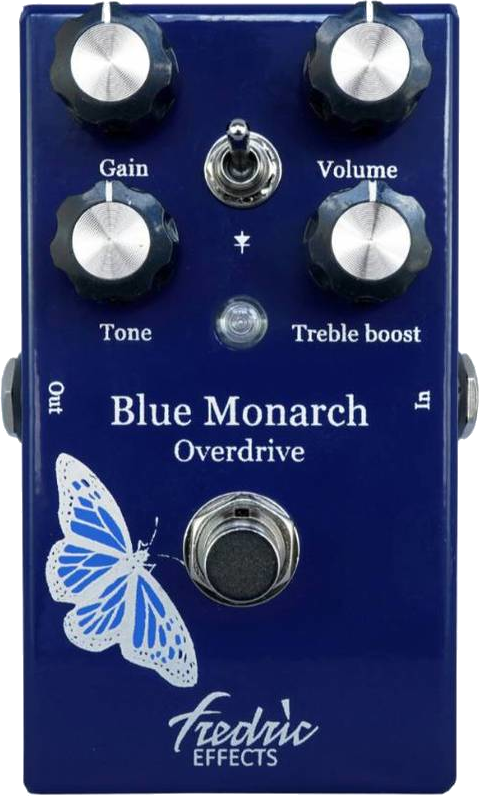 Gain
Volume
Tone
Treble boost
Out
In
Blue Monarch
Overdrive
fredric
EFFECTS